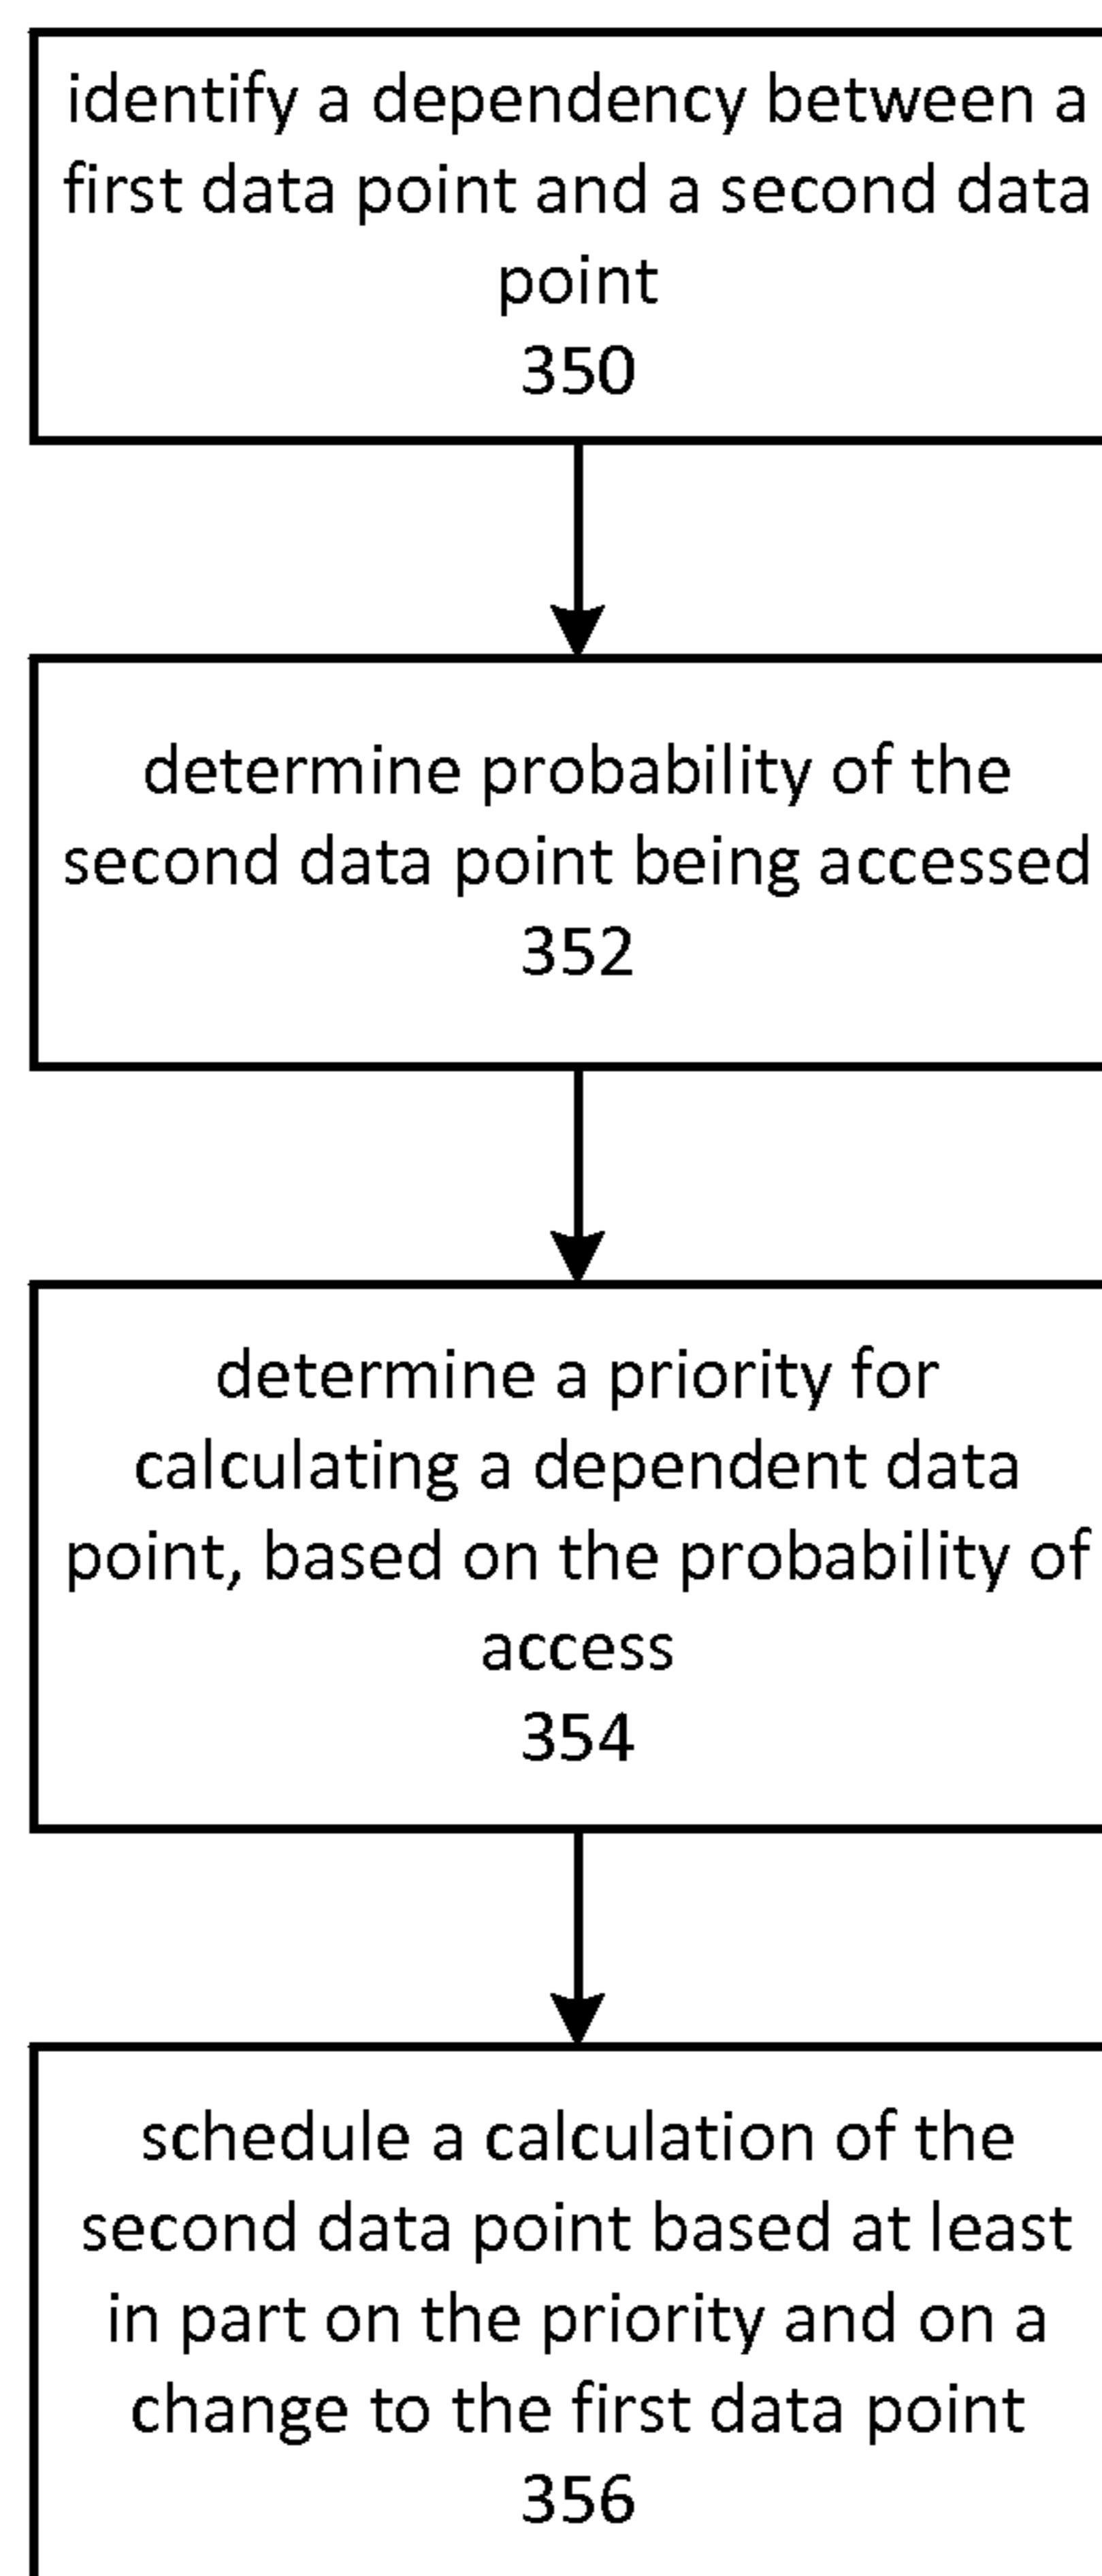 identify a dependency between a
first data point and a second data
point
350
determine probability of the
second data point being accessed
352
determine a priority for
calculating a dependent data
point, based on the probability of
access
354
schedule a calculation of the
second data point based at least
in part on the priority and on a
change to the first data point
356